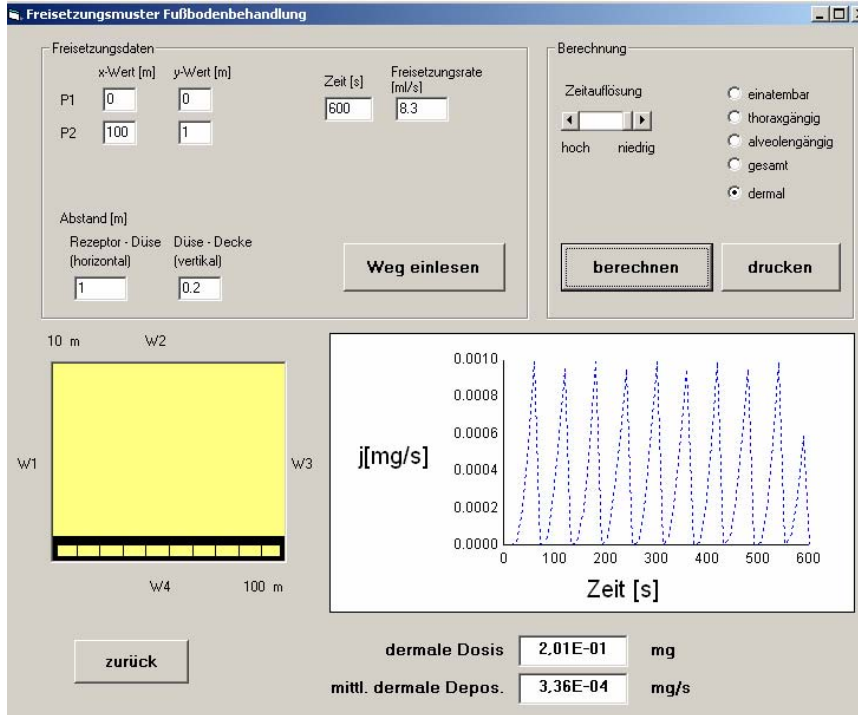 Freisetzungsmuster Fußbodenbehandlung
Freisetzungsdaten
x-Wert [m] y-Wert [m]
Zeit [s]
Freisetzungsrate
[ml/s]
P1 0 0
600 8.3
P2 100 1
Abstand [m]
Rezeptor - Düse Düse - Decke
(horizontal) (vertikal)
1 0.2
Weg einlesen
Berechnung
Zeitauflösung
hoch niedrig
einatembar
thoraxgängig
alveolengängig
gesamt
dermal
berechnen
drucken
10 m W2
W1
W3
W4 100 m
0.0010
0.0008
0.0006
0.0004
0.0002
0.0000
j[mg/s]
0 100 200 300 400 500 600
Zeit [s]
zurück
dermale Dosis 2,01E-01 mg
mittl. dermale Depos. 3,36E-04 mg/s